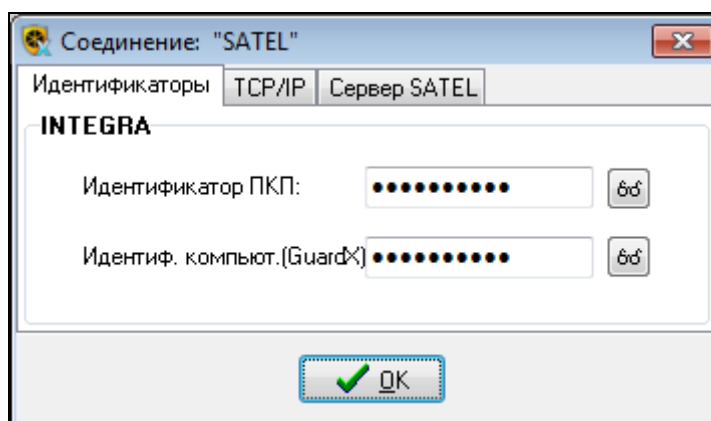 Соединение: "SATEL"
Идентификаторы TCP/IP Сервер SATEL
INTEGRA
Идентификатор ПКП: ●●●●●●●●●●
Идентиф. компьют.(GuardX) ●●●●●●●●●●
OK